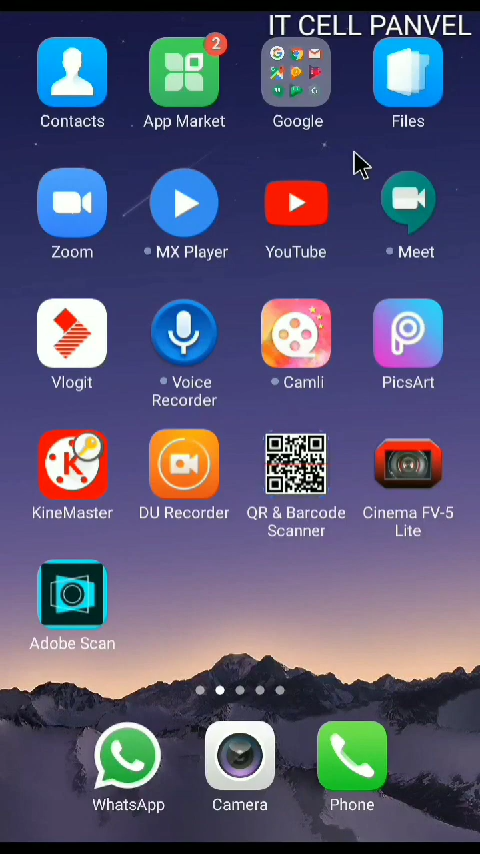 IT CELL PANVEL
2
Contacts
App Market
Google
Files
Zoom
MX Player
YouTube
Meet
Vlogit
Voice
Recorder
Camli
PicsArt
KineMaster
DU Recorder
QR & Barcode
Scanner
Cinema FV-5
Lite
Adobe Scan
WhatsApp
Camera
Phone